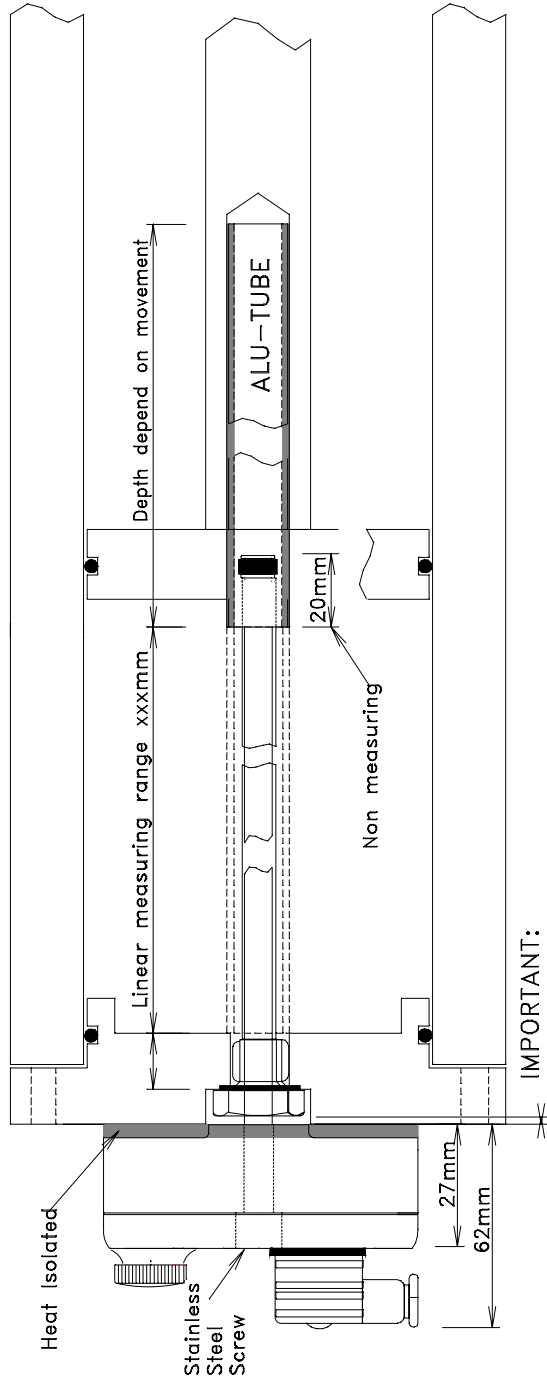 Depth depend on movement
ALU-TUBE
20mm
Linear measuring range xxxmm
Non measuring
IMPORTANT:
Heat Isolated
27mm
62mm
Stainless
Steel
Screw